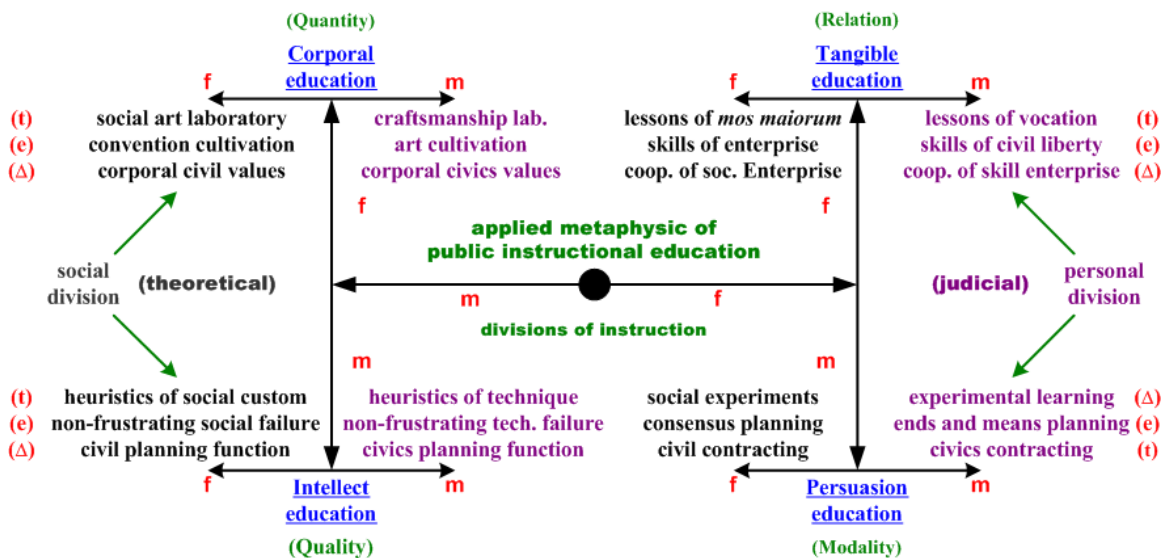 (Quantity)
(Relation)
Corporal
education
Tangible
education
f
m
f
m
(t)
social art laboratory
craftsmanship lab.
lessons of mos maiorum
lessons of vocation
(t)
(e)
convention cultivation
art cultivation
skills of enterprise
skills of civil liberty
(e)
(Δ)
corporal civil values
corporal civics values
coop. of soc. Enterprise
coop. of skill enterprise
(Δ)
f
f
applied metaphysic of
public instructional education
social
division
(theoretical)
(judicial)
personal
division
m
f
divisions of instruction
m
m
(t)
heuristics of social custom
heuristics of technique
social experiments
experimental learning
(Δ)
(e)
non-frustrating social failure
non-frustrating tech. failure
consensus planning
ends and means planning
(e)
(Δ)
civil planning function
civics planning function
civil contracting
civics contracting
(t)
f
m
f
m
Intellect
education
Persuasion
education
(Quality)
(Modality)